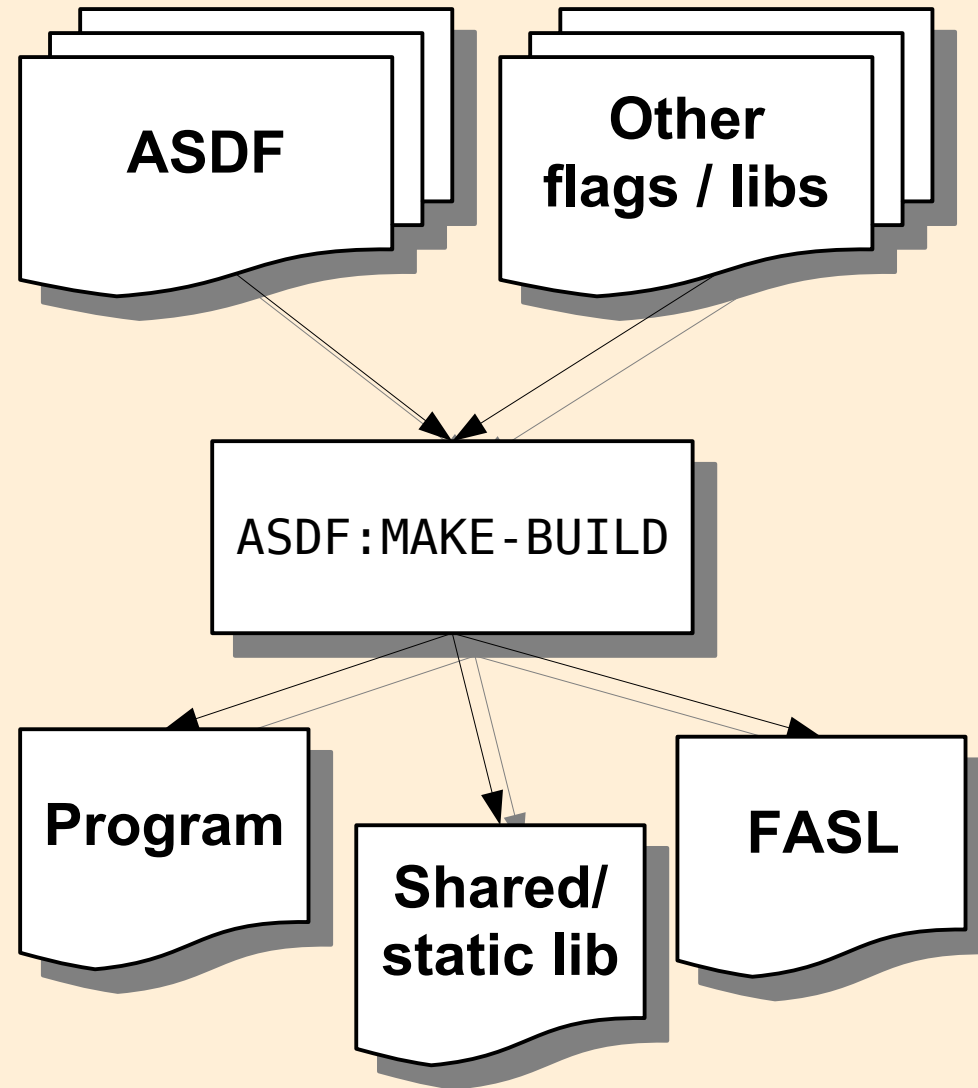 ASDF
Other
flags / libs
ASDF:MAKE-BUILD
Program
Shared/
static lib
FASL